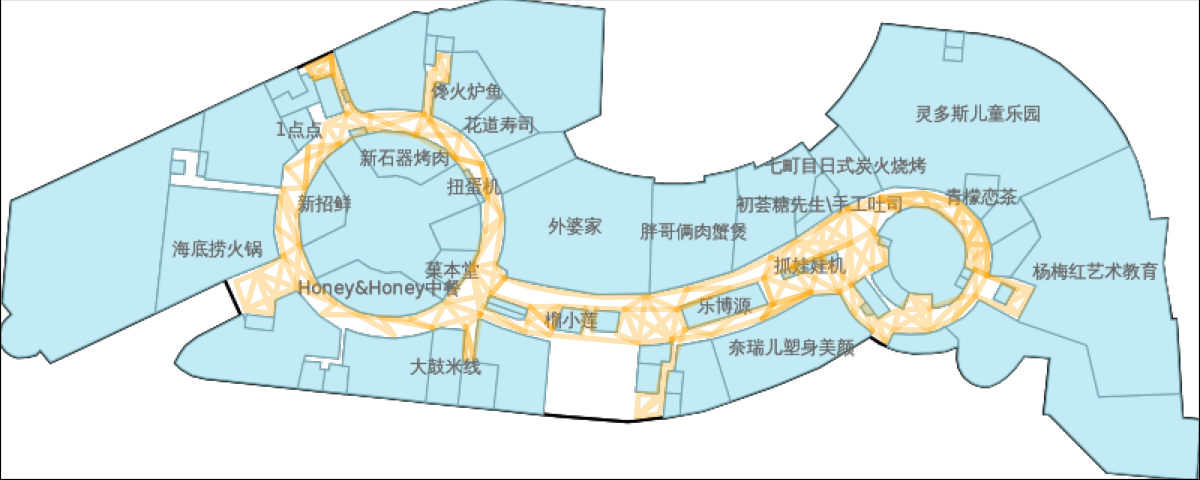 馋火炉鱼
灵多斯儿童乐园
1点点
花道寿司
新石器烤肉
七町目日式炭火烧烤
扭蛋机
青檬恋茶
新招鲜
初荟糖先生\手工吐司
外婆家
胖哥俩肉蟹煲
海底捞火锅
菓本堂
抓娃娃机
杨梅红艺术教育
Honey&Honey中餐
乐博源
榴小莲
奈瑞儿塑身美颜
大鼓米线